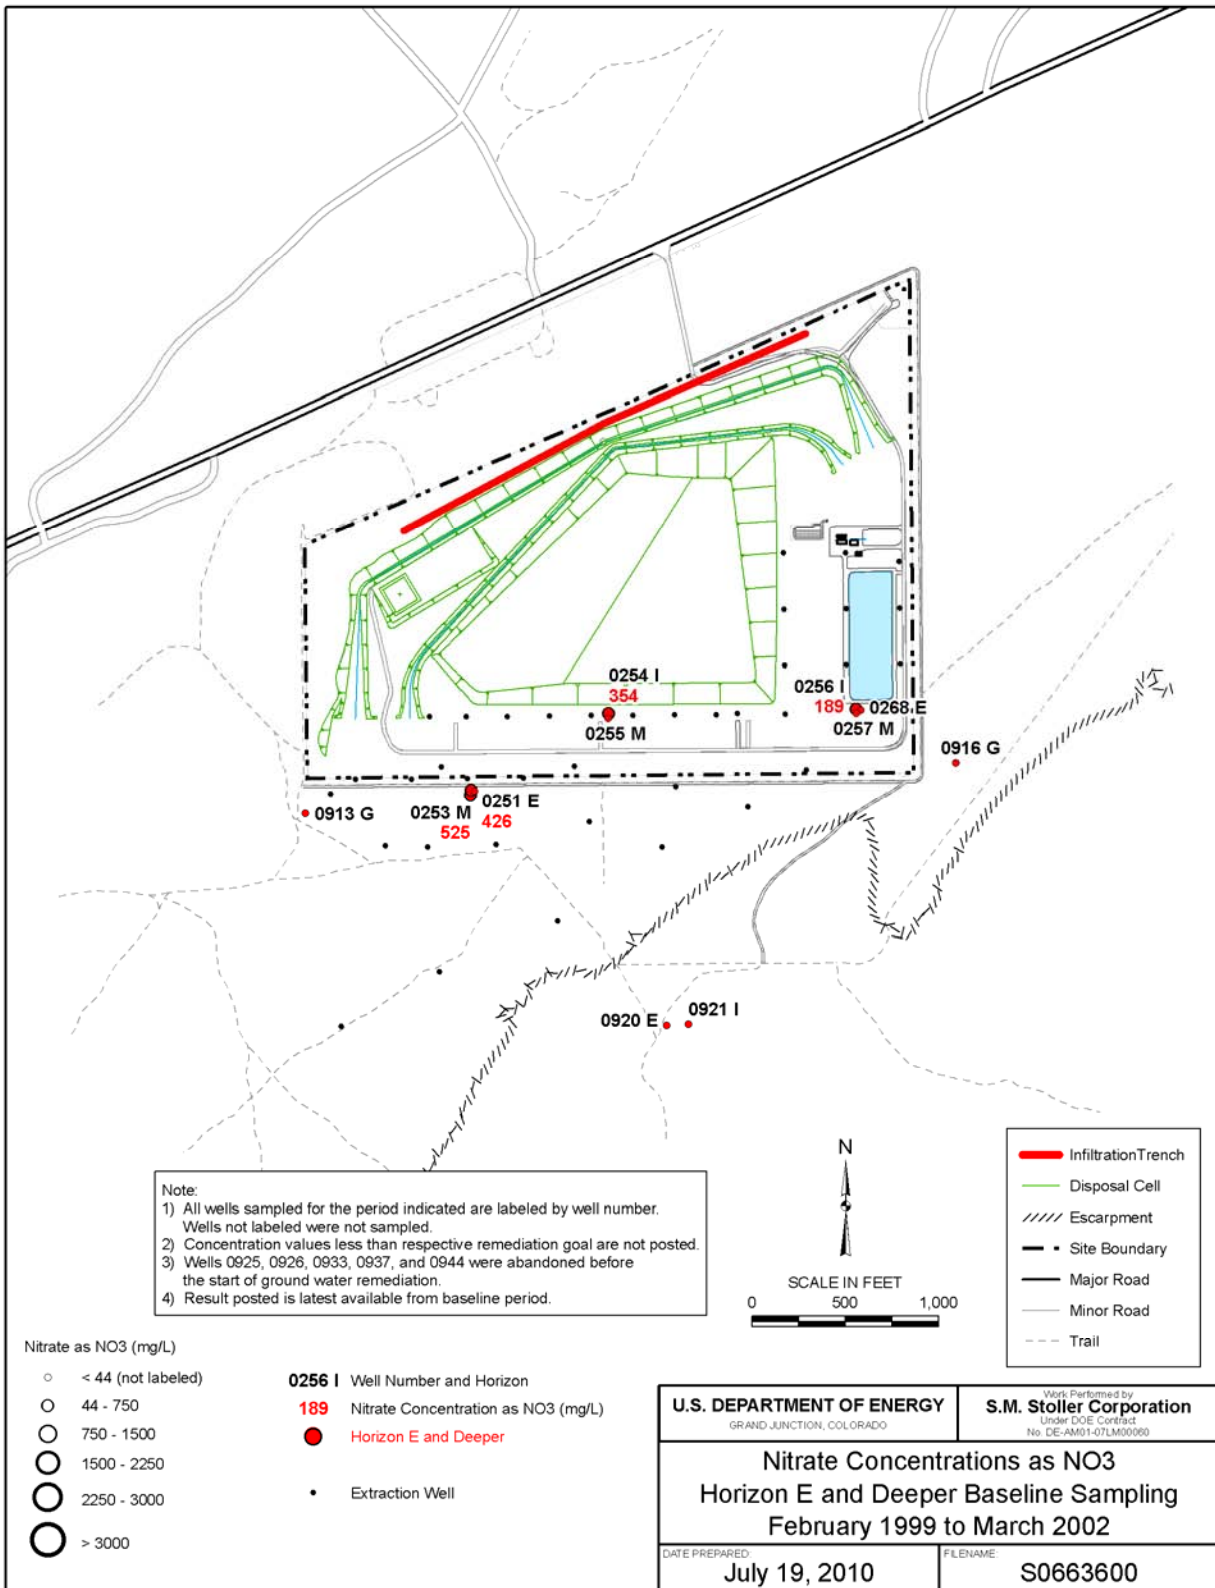 0254 I
354
0255 M
0256 I
189
0268 E
0257 M
0916 G
0913 G
0253 M
525
0251 E
426
0920 E
0921 I
N
SCALE IN FEET
0 500 1,000
Note:
1) All wells sampled for the period indicated are labeled by well number.
Wells not labeled were not sampled.
2) Concentration values less than respective remediation goal are not posted.
3) Wells 0925, 0926, 0933, 0937, and 0944 were abandoned before
the start of ground water remediation.
4) Result posted is latest available from baseline period.
InfiltrationTrench
Disposal Cell
Escarpment
Site Boundary
Major Road
Minor Road
Trail
Nitrate as NO3 (mg/L)
< 44 (not labeled)
44 - 750
750 - 1500
1500 - 2250
2250 - 3000
> 3000
0256 I Well Number and Horizon
189 Nitrate Concentration as NO3 (mg/L)
Horizon E and Deeper
Extraction Well
U.S. DEPARTMENT OF ENERGY
GRAND JUNCTION, COLORADO
Work Performed by
S.M. Stoller Corporation
Under DOE Contract
No. DE-AM01-07LM00060
Nitrate Concentrations as NO3
Horizon E and Deeper Baseline Sampling
February 1999 to March 2002
DATE PREPARED:
July 19, 2010
FILENAME:
S0663600